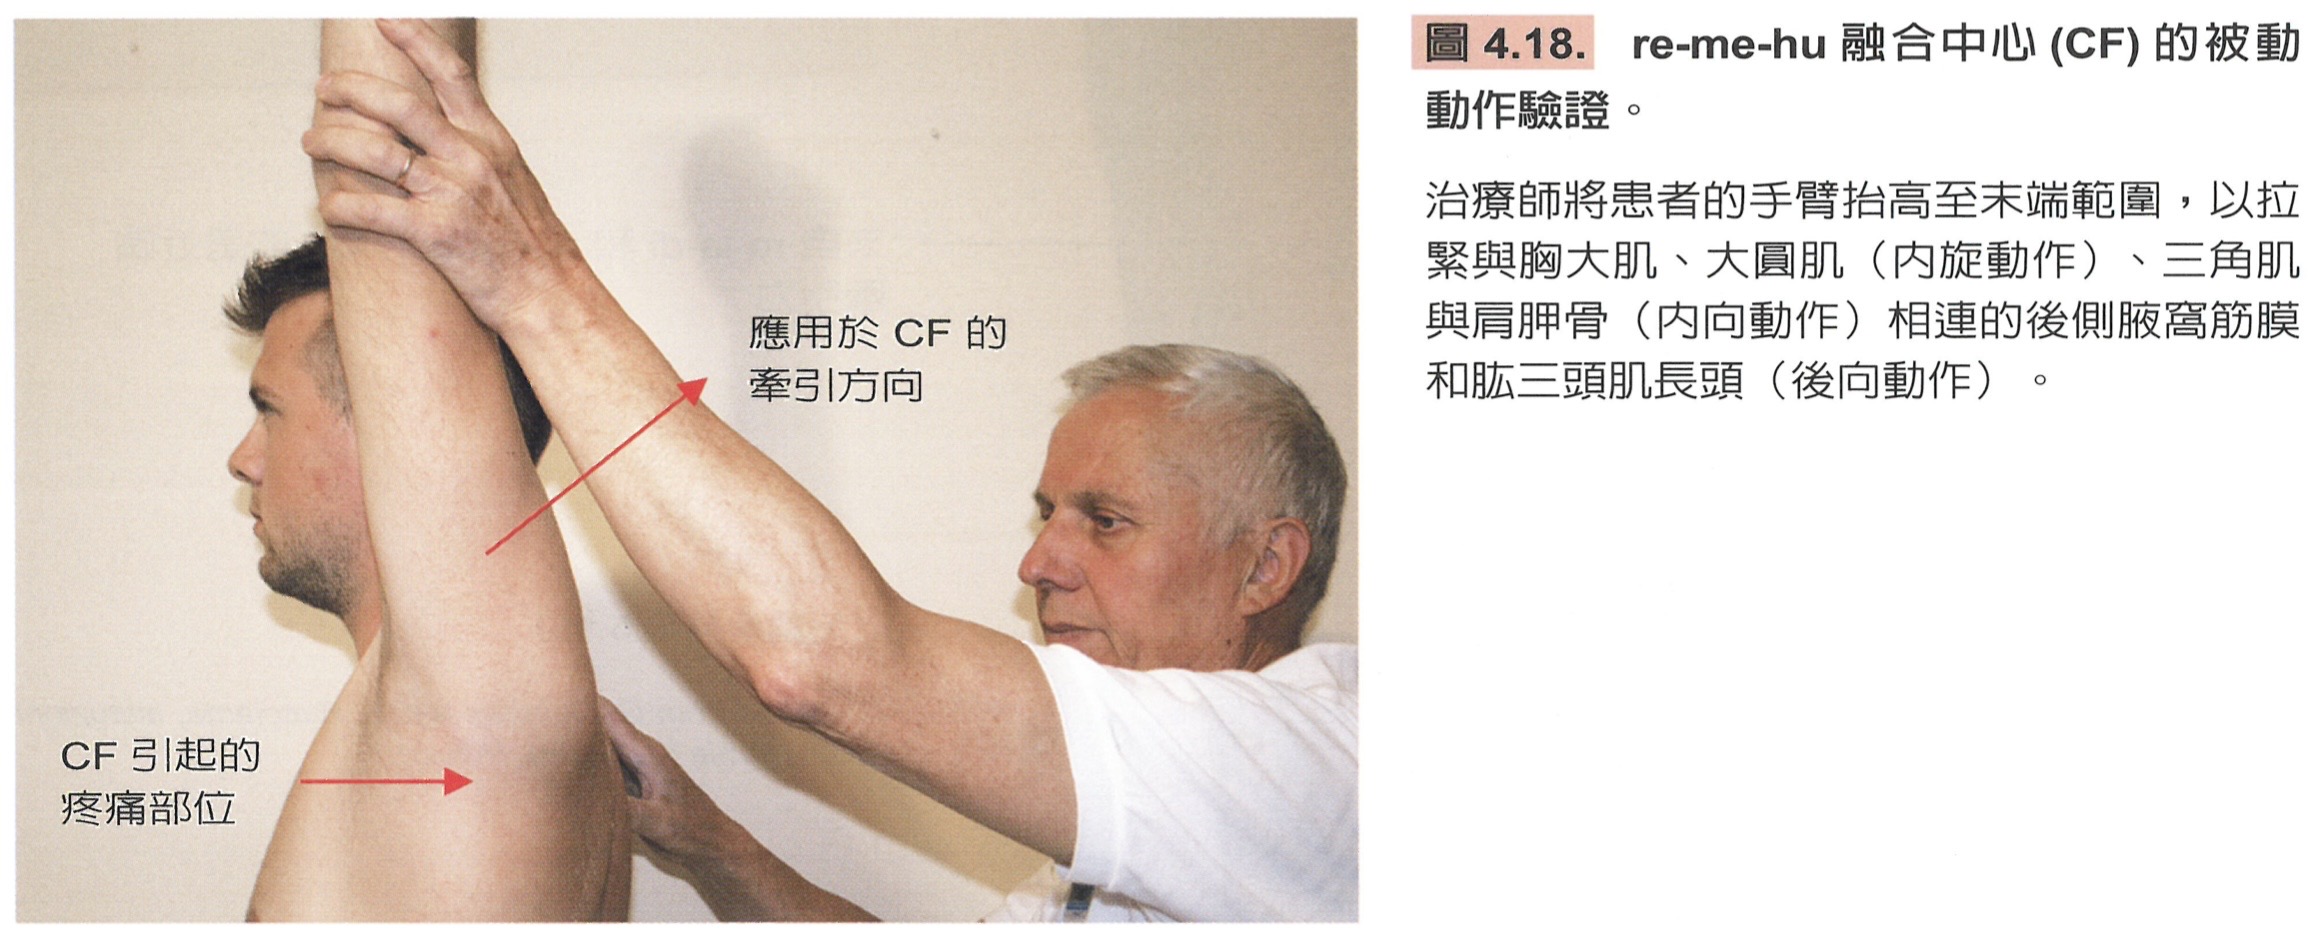 應用於 CF 的
牽引方向
CF 引起的
疼痛部位
圖 4.18. re-me-hu 融合中心 (CF) 的被動
動作驗證。
治療師將患者的手臂抬高至末端範圍，以拉
緊與胸大肌、大圓肌（内旋動作）、三角肌
與肩胛骨（内向動作）相連的後側腋窩筋膜
和肱三頭肌長頭（後向動作）。